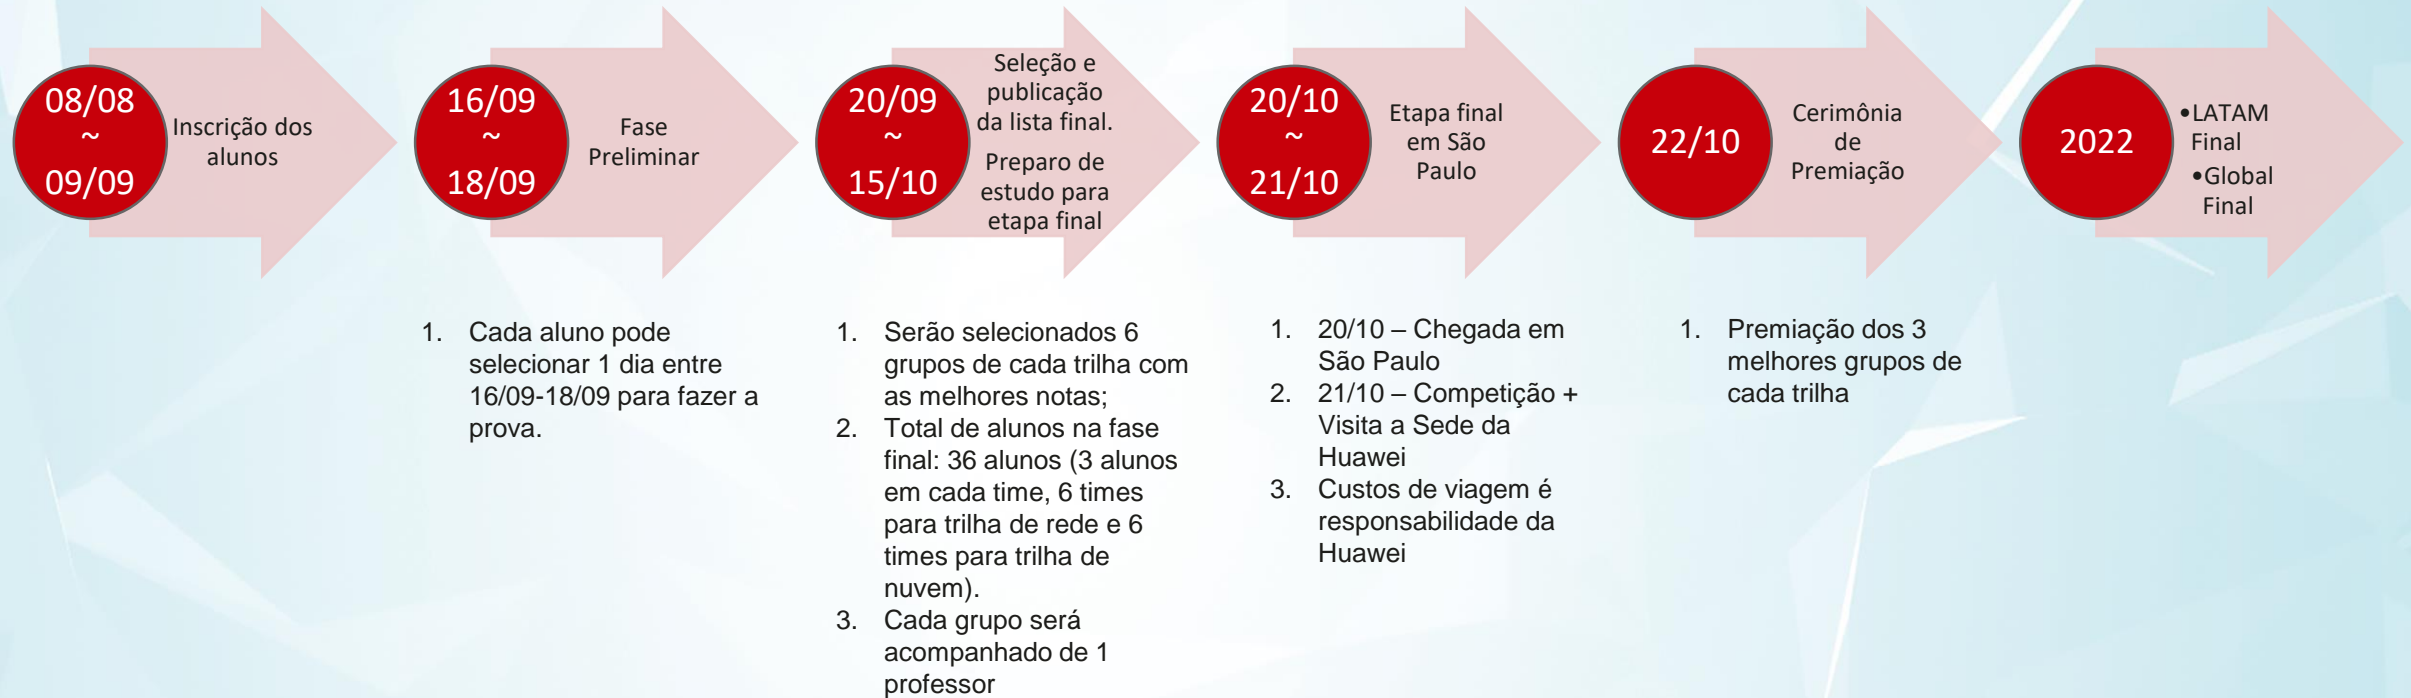 08/08
~
09/09
Inscrição dos
alunos
16/09
~
18/09
Fase
Preliminar
20/09
~
15/10
Seleção e
publicação
da lista final.
Preparo de
estudo para
etapa final
20/10
~
21/10
Etapa final
em São
Paulo
22/10
Cerimônia
de
Premiação
2022
•LATAM
Final
•Global
Final
1. Cada aluno pode
selecionar 1 dia entre
16/09-18/09 para fazer a
prova.
1. Serão selecionados 6
grupos de cada trilha com
as melhores notas;
2. Total de alunos na fase
final: 36 alunos (3 alunos
em cada time, 6 times
para trilha de rede e 6
times para trilha de
nuvem).
3. Cada grupo será
acompanhado de 1
professor
1. 20/10 – Chegada em
São Paulo
2. 21/10 – Competição +
Visita a Sede da
Huawei
3. Custos de viagem é
responsabilidade da
Huawei
1. Premiação dos 3
melhores grupos de
cada trilha